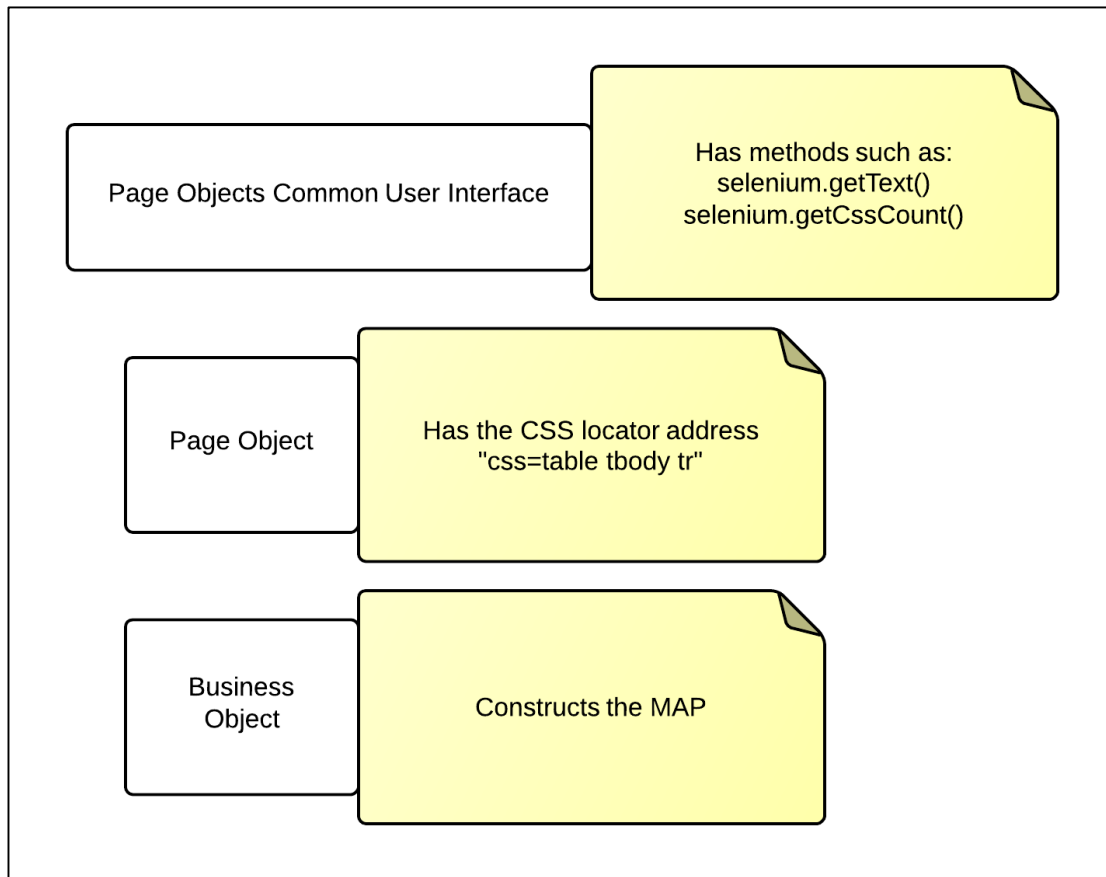 Page Objects Common User Interface
Has methods such as:
selenium.getText()
selenium.getCssCount()
Page Object
Has the CSS locator address
"css=table tbody tr"
Business
Object
Constructs the MAP